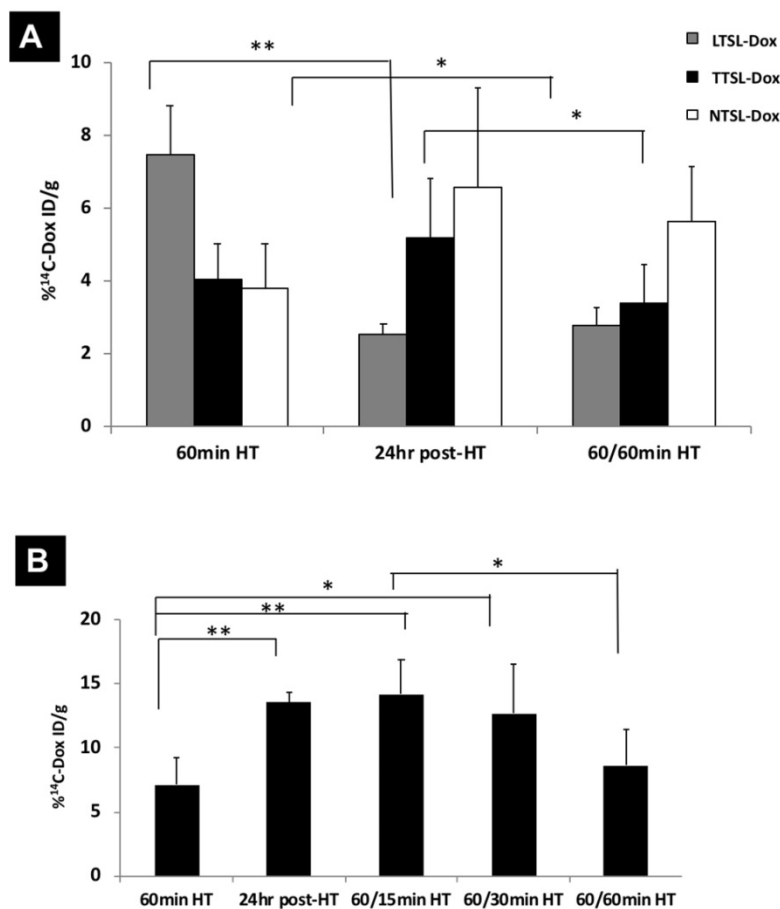 A
**
*
*
LTSL-Dox
TTSL-Dox
NTSL-Dox
10
8
6
4
2
0
%¹⁴C-Dox ID/g
60min HT 24hr post-HT 60/60min HT
B
*
*
**
**
20
15
10
5
0
%¹⁴C-Dox ID/g
60min HT 24hr post-HT 60/15min HT 60/30min HT 60/60min HT